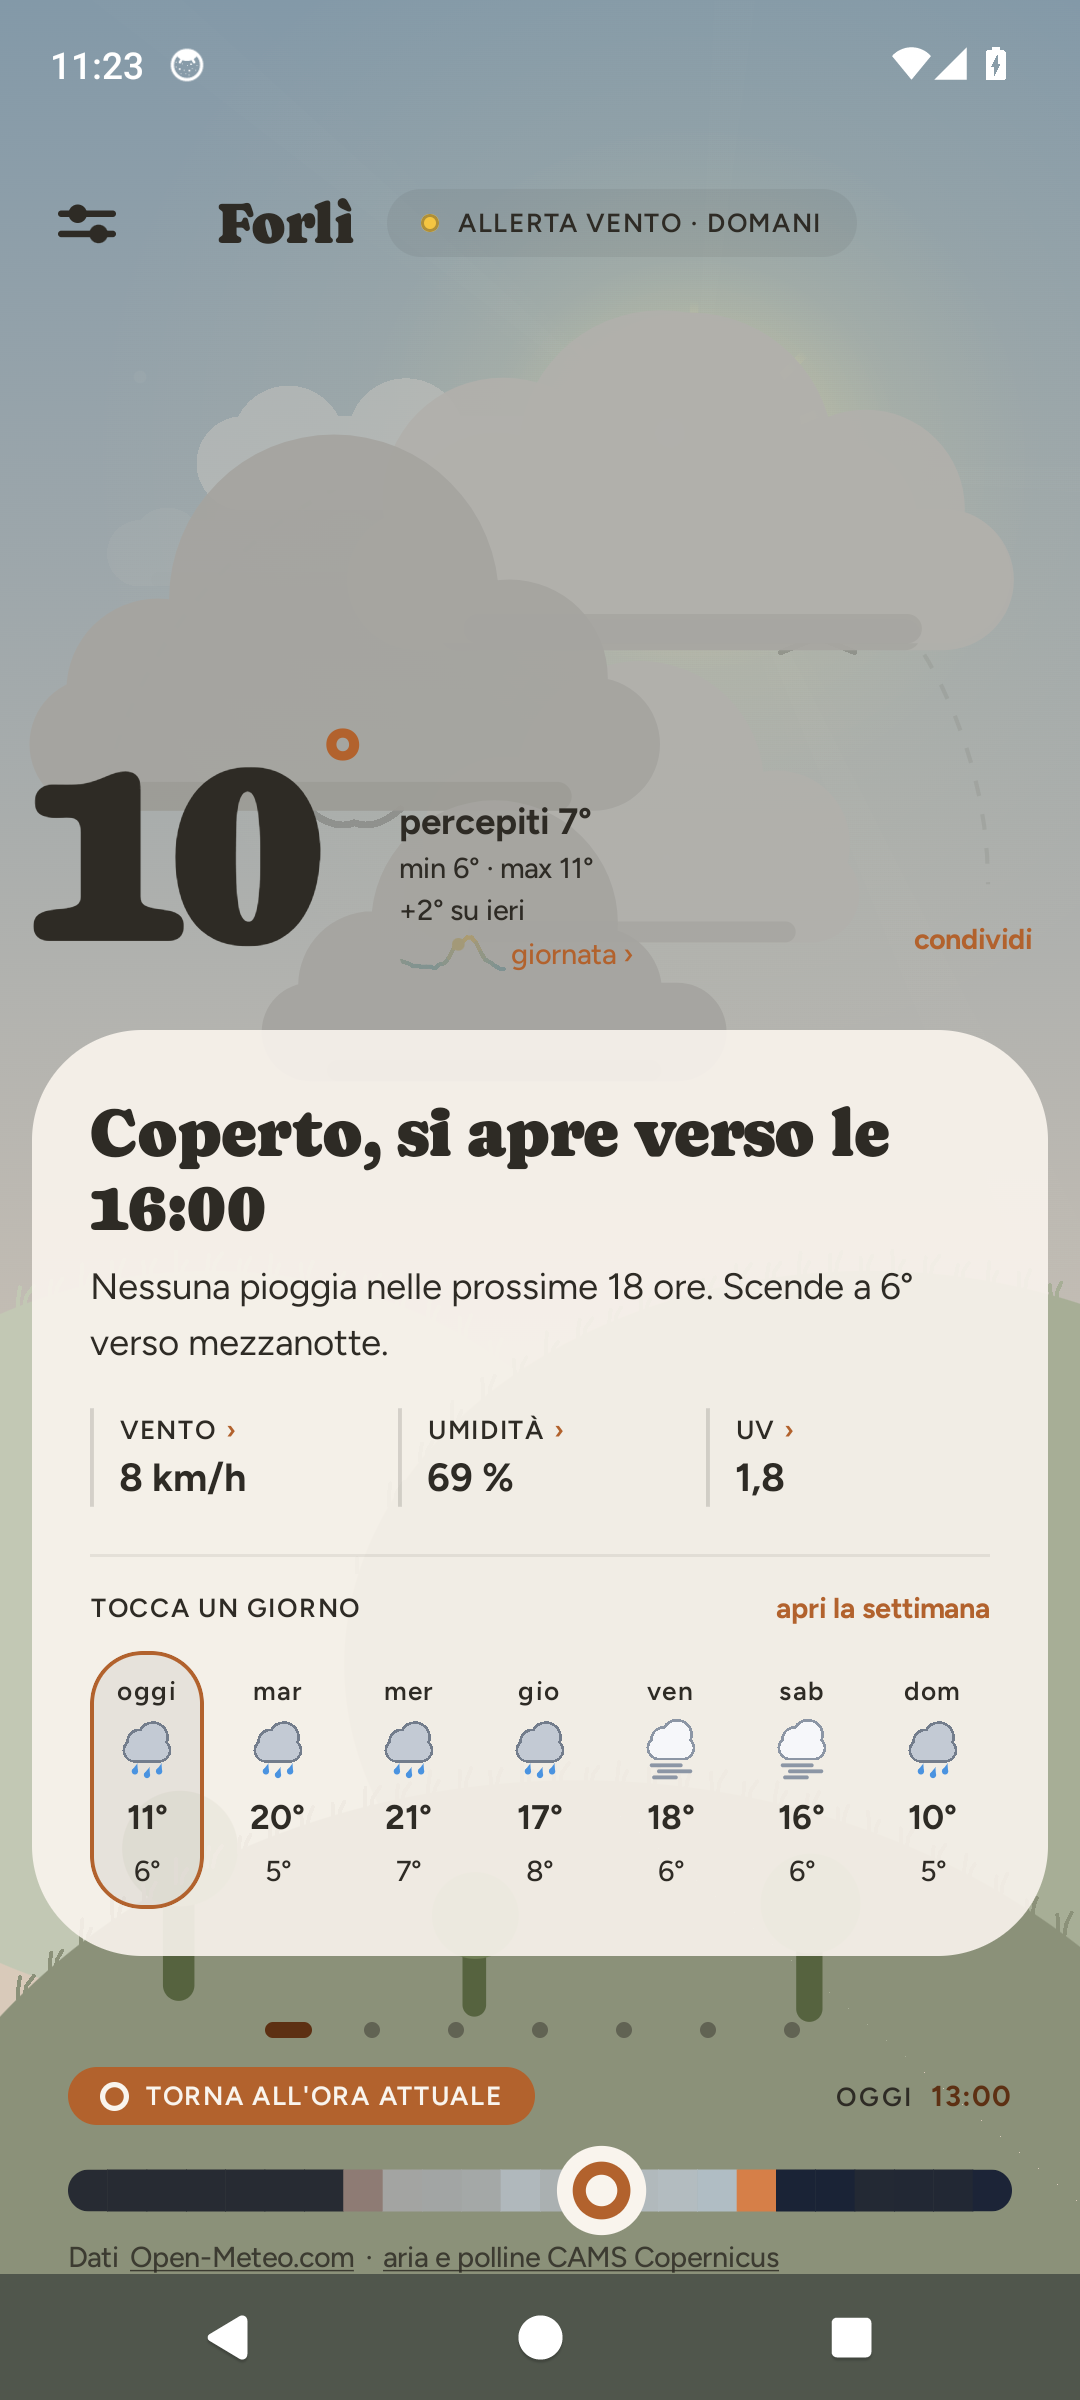 11:23
Forlì
ALLERTA VENTO · DOMANI
10°
percepiti 7°
min 6° · max 11°
+2° su ieri
giornata ›
condividi
Coperto, si apre verso le
16:00
Nessuna pioggia nelle prossime 18 ore. Scende a 6°
verso mezzanotte.
VENTO › UMIDITÀ › UV ›
8 km/h 69 % 1,8
TOCCA UN GIORNO apri la settimana
oggi mar mer gio ven sab dom
11° 20° 21° 17° 18° 16° 10°
6° 5° 7° 8° 6° 6° 5°
TORNA ALL'ORA ATTUALE OGGI 13:00
Dati Open-Meteo.com · aria e polline CAMS Copernicus